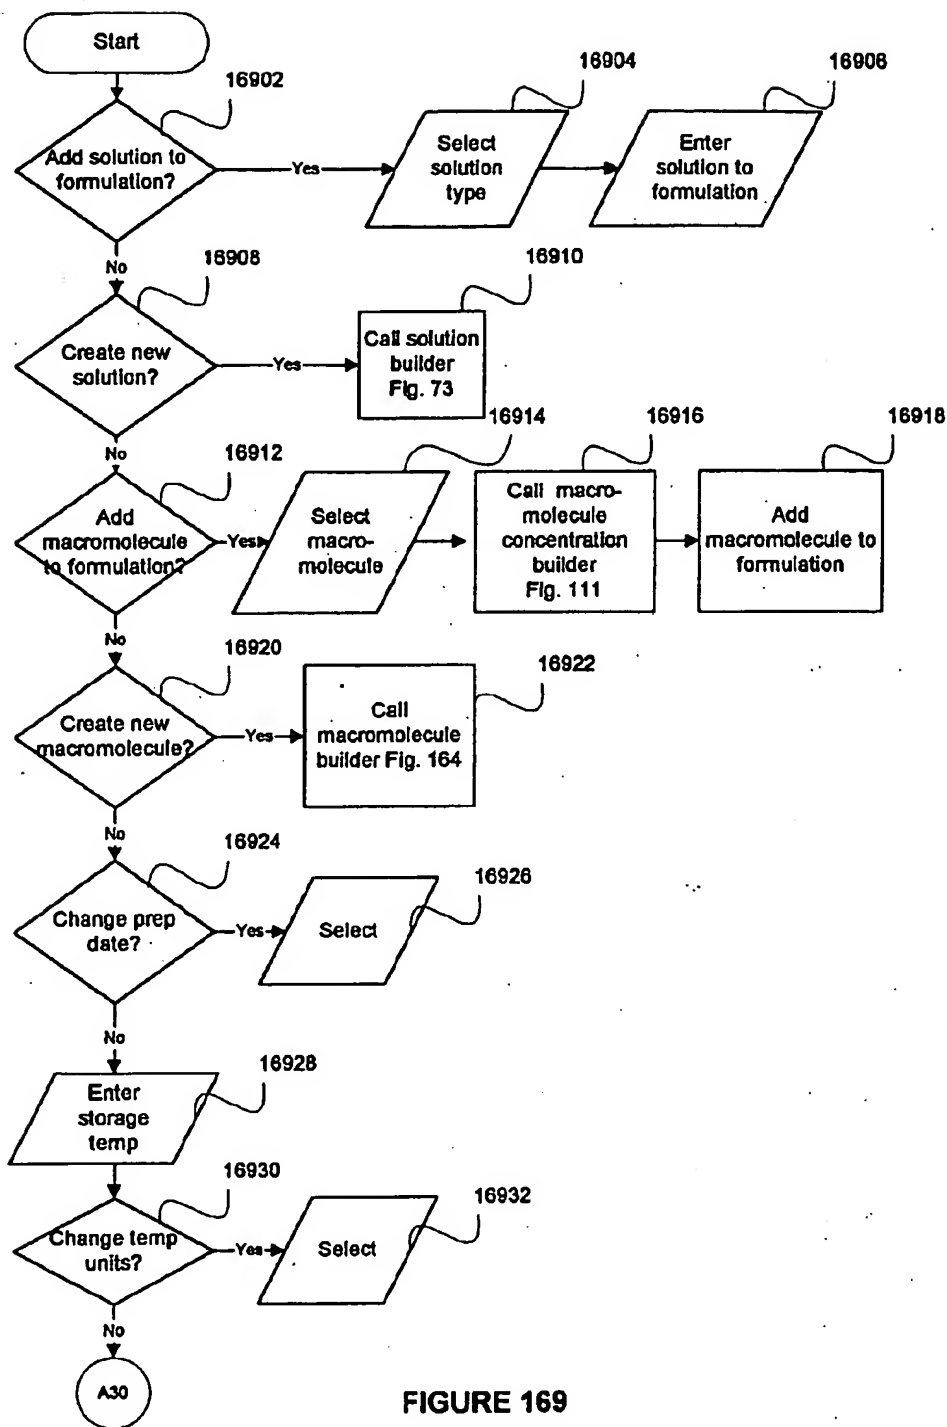 Start
16902
16904
16906
Add solution to
formulation?
Yes
Select
solution
type
Enter
solution to
formulation
No
16908
16910
Create new
solution?
Yes
Call solution
builder
Fig. 73
No
16912
16914
16916
16918
Add
macromolecule
to formulation?
Yes
Select
macro-
molecule
Call macro-
molecule
concentration
builder
Fig. 111
Add
macromolecule to
formulation
No
16920
16922
Create new
macromolecule?
Yes
Call
macromolecule
builder Fig. 164
No
16924
16926
Change prep
date?
Yes
Select
No
16928
Enter
storage
temp
16930
16932
Change temp
units?
Yes
Select
No
A30
FIGURE 169